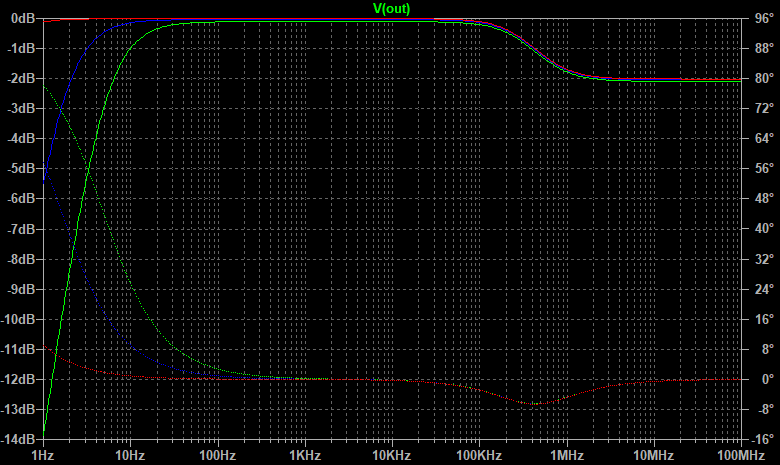 V(out)
0dB 96°
-1dB 88°
-2dB 80°
-3dB 72°
-4dB 64°
-5dB 56°
-6dB 48°
-7dB 40°
-8dB 32°
-9dB 24°
-10dB 16°
-11dB 8°
-12dB 0°
-13dB -8°
-14dB -16°
1Hz 10Hz 100Hz 1KHz 10KHz 100KHz 1MHz 10MHz 100MHz